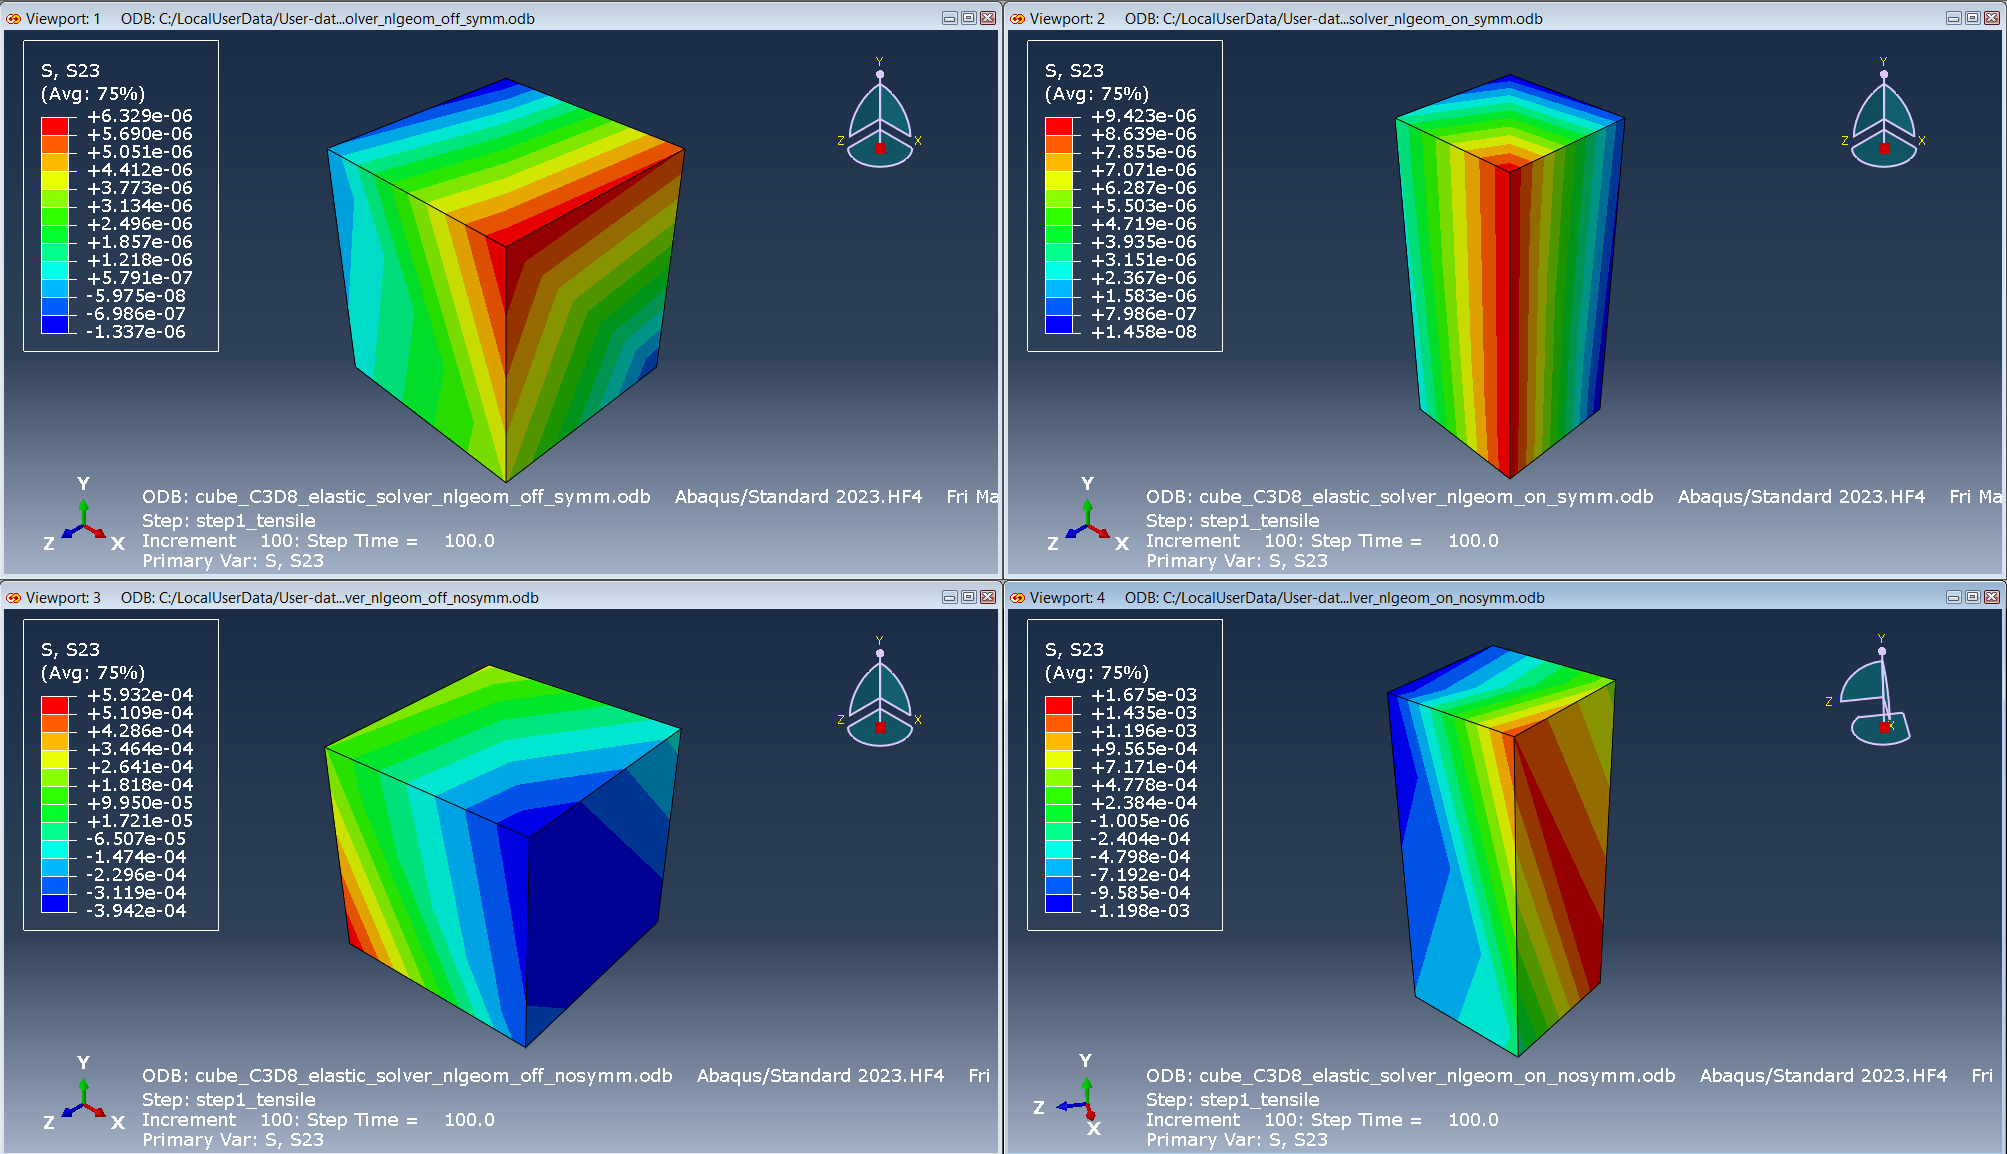 Viewport: 1 ODB: C:/LocalUserData/User-dat...olver_nlgeom_off_symm.odb
S, S23
(Avg: 75%)
+6.329e-06
+5.690e-06
+5.051e-06
+4.412e-06
+3.773e-06
+3.134e-06
+2.496e-06
+1.857e-06
+1.218e-06
+5.791e-07
-5.975e-08
-6.986e-07
-1.337e-06
Y
Z
X
Y
Z
X
ODB: cube_C3D8_elastic_solver_nlgeom_off_symm.odb Abaqus/Standard 2023.HF4 Fri Ma
Step: step1_tensile
Increment 100: Step Time = 100.0
Primary Var: S, S23
Viewport: 2 ODB: C:/LocalUserData/User-dat...solver_nlgeom_on_symm.odb
S, S23
(Avg: 75%)
+9.423e-06
+8.639e-06
+7.855e-06
+7.071e-06
+6.287e-06
+5.503e-06
+4.719e-06
+3.935e-06
+3.151e-06
+2.367e-06
+1.583e-06
+7.986e-07
+1.458e-08
Y
Z
X
Y
Z
X
ODB: cube_C3D8_elastic_solver_nlgeom_on_symm.odb Abaqus/Standard 2023.HF4 Fri Ma
Step: step1_tensile
Increment 100: Step Time = 100.0
Primary Var: S, S23
Viewport: 3 ODB: C:/LocalUserData/User-dat...ver_nlgeom_off_nosymm.odb
S, S23
(Avg: 75%)
+5.932e-04
+5.109e-04
+4.286e-04
+3.464e-04
+2.641e-04
+1.818e-04
+9.950e-05
+1.721e-05
-6.507e-05
-1.474e-04
-2.296e-04
-3.119e-04
-3.942e-04
Y
Z
X
Y
Z
X
ODB: cube_C3D8_elastic_solver_nlgeom_off_nosymm.odb Abaqus/Standard 2023.HF4 Fri
Step: step1_tensile
Increment 100: Step Time = 100.0
Primary Var: S, S23
Viewport: 4 ODB: C:/LocalUserData/User-dat...lver_nlgeom_on_nosymm.odb
S, S23
(Avg: 75%)
+1.675e-03
+1.435e-03
+1.196e-03
+9.565e-04
+7.171e-04
+4.778e-04
+2.384e-04
-1.005e-06
-2.404e-04
-4.798e-04
-7.192e-04
-9.585e-04
-1.198e-03
Y
Z
X
Y
Z
X
ODB: cube_C3D8_elastic_solver_nlgeom_on_nosymm.odb Abaqus/Standard 2023.HF4 Fri
Step: step1_tensile
Increment 100: Step Time = 100.0
Primary Var: S, S23